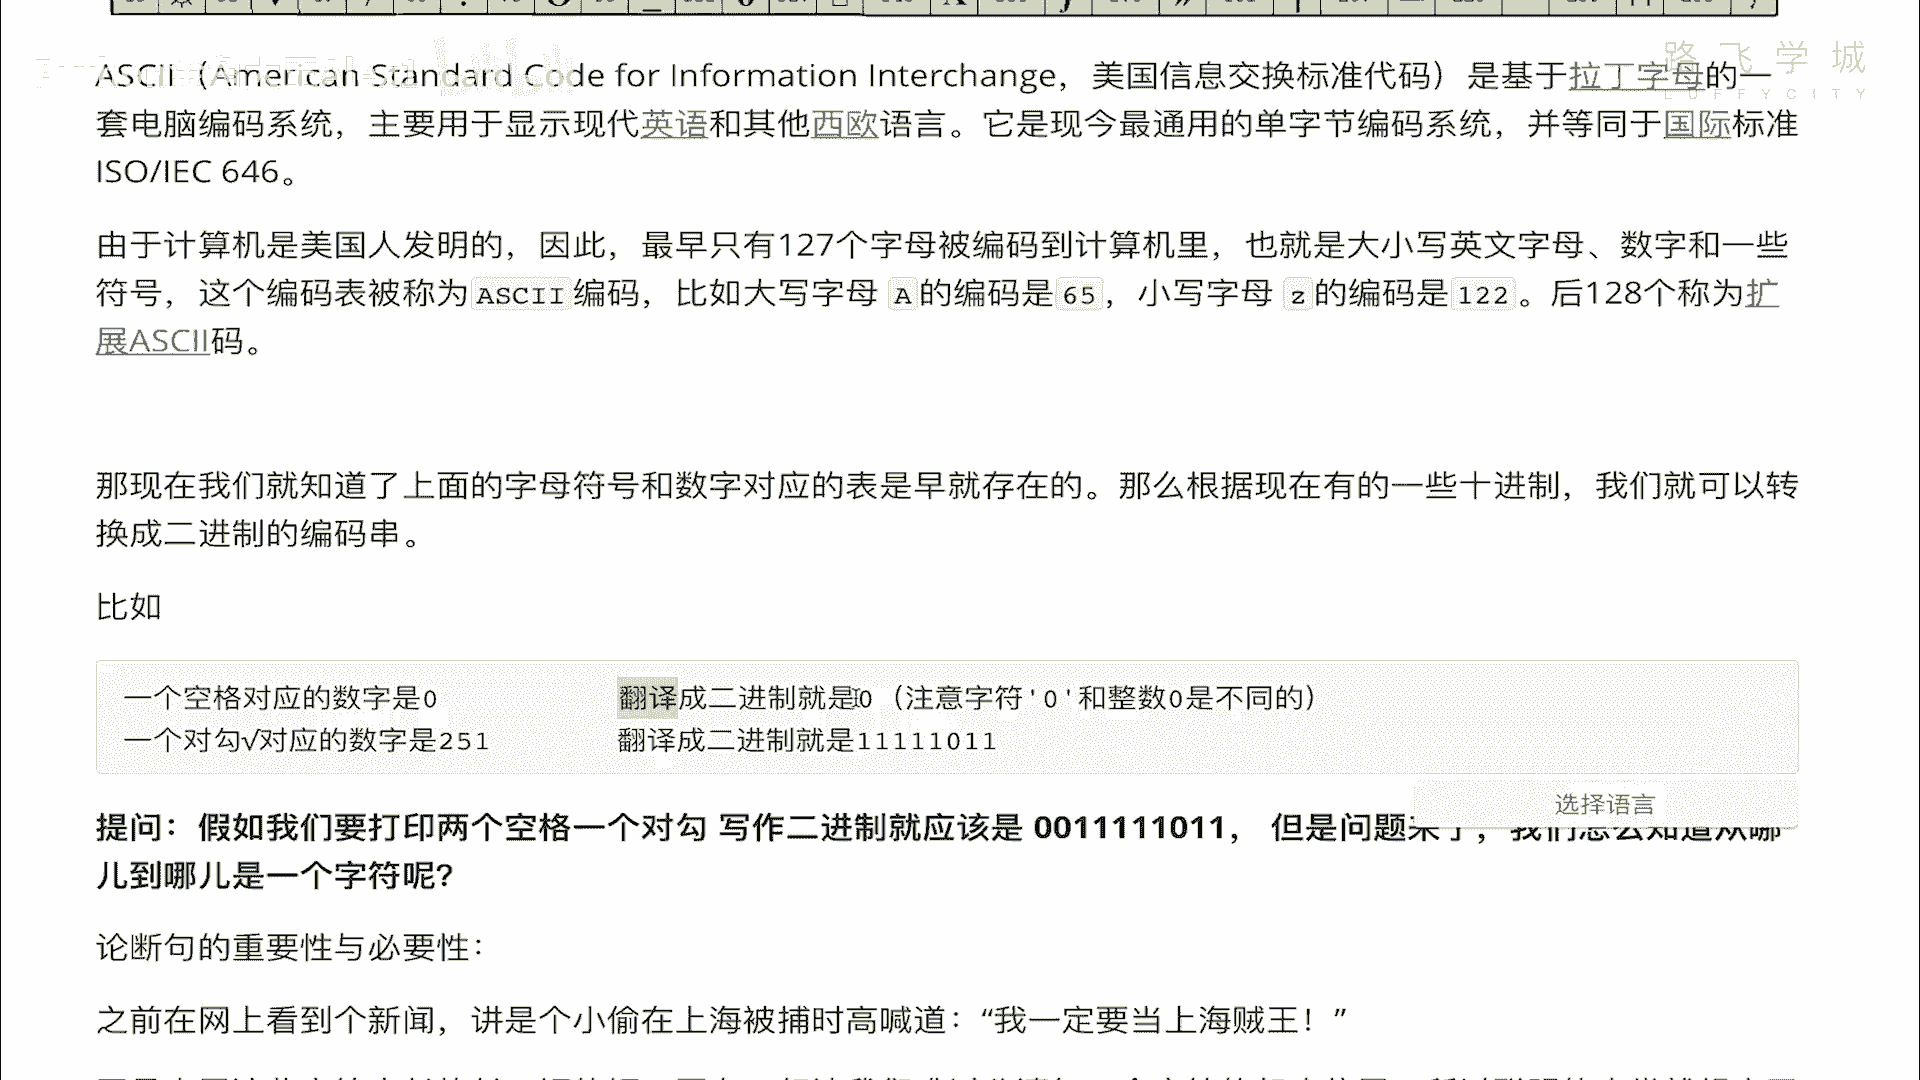 ASCII（American Standard Code for Information Interchange，美国信息交换标准代码）是基于拉丁字母的一
套电脑编码系统，主要用于显示现代英语和其他西欧语言。它是现今最通用的单字节编码系统，并等同于国际标准
ISO/IEC 646。
路飞学城
LUFFYCITY
由于计算机是美国人发明的，因此，最早只有127个字母被编码到计算机里，也就是大小写英文字母、数字和一些
符号，这个编码表被称为ASCII编码，比如大写字母 A的编码是65，小写字母 z的编码是122。后128个称为扩
展ASCII码。
那现在我们就知道了上面的字母符号和数字对应的表是早就存在的。那么根据现在有的一些十进制，我们就可以转
换成二进制的编码串。
比如
一个空格对应的数字是0 翻译成二进制就是0（注意字符'0'和整数0是不同的）
一个对勾√对应的数字是251 翻译成二进制就是11111011
选择语言
提问：假如我们要打印两个空格一个对勾 写作二进制就应该是 0011111011， 但是问题来了，我们怎么知道从哪
儿到哪儿是一个字符呢?
论断句的重要性与必要性：
之前在网上看到个新闻，讲是个小偷在上海被捕时高喊道：“我一定要当上海贼王！”